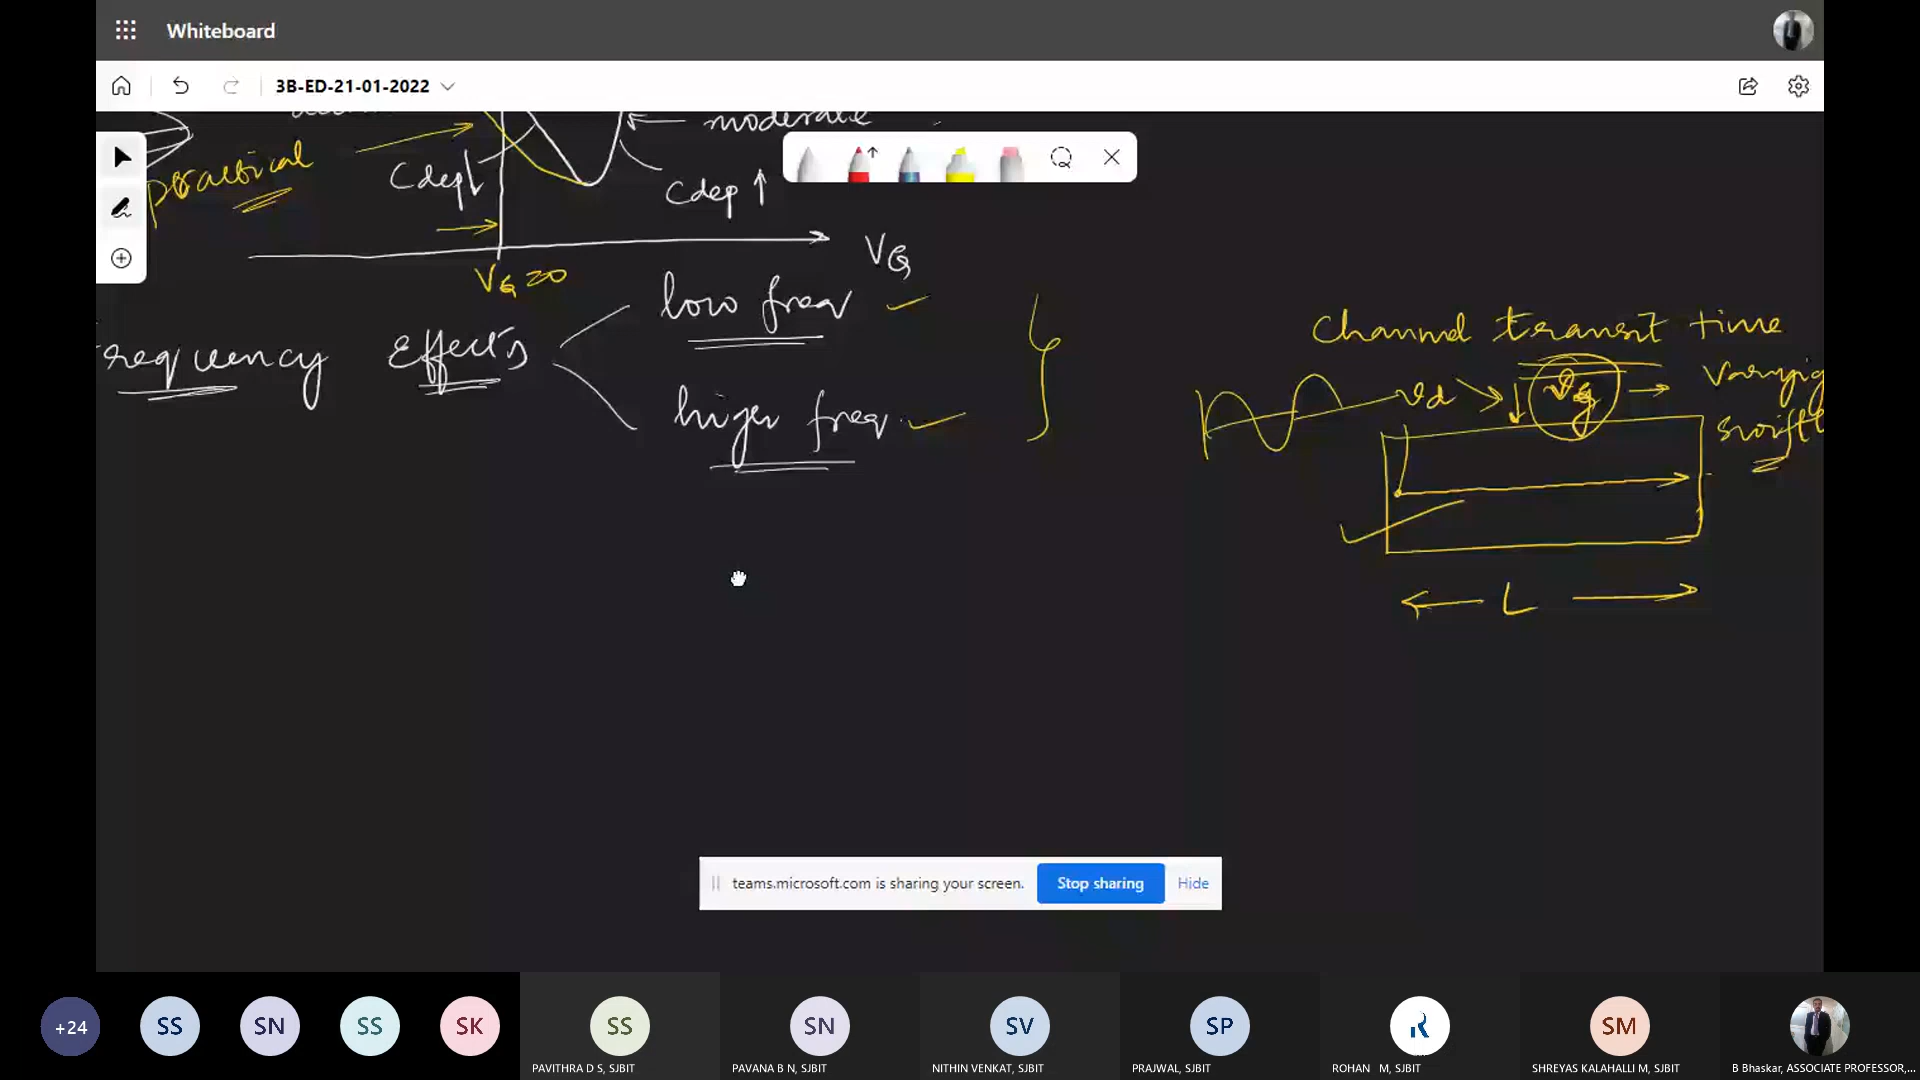 Whiteboard
3B-ED-21-01-2022
moderate
practical
Cdep↓
Cdep ↑
VG
VG=0
low freq
requency Effects
higer freq.
Channel transit time
vd
vg
varying
L
teams.microsoft.com is sharing your screen.
Stop sharing
Hide
+24
SS
SN
SS
SK
SS
SN
SV
SP
SM
PAVITHRA D S, SJBIT
PAVANA B N, SJBIT
NITHIN VENKAT, SJBIT
PRAJWAL, SJBIT
ROHAN M, SJBIT
SHREYAS KALAHALLI M, SJBIT
B Bhaskar, ASSOCIATE PROFESSOR,...